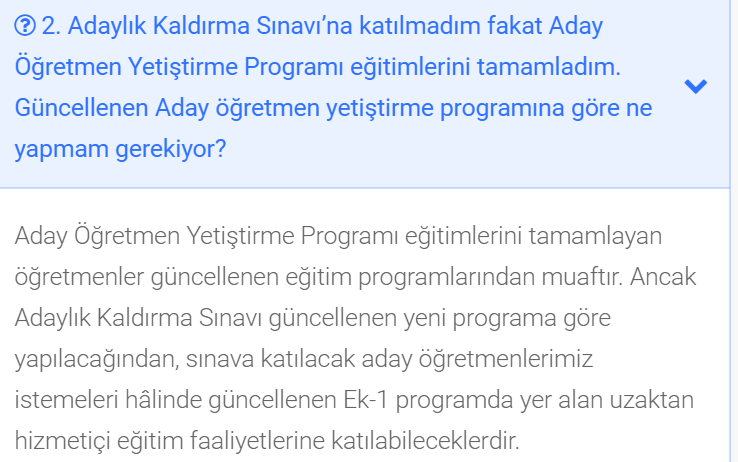 2. Adaylık Kaldırma Sınavı’na katılmadım fakat Aday
Öğretmen Yetiştirme Programı eğitimlerini tamamladım.
Güncellenen Aday öğretmen yetiştirme programına göre ne
yapmam gerekiyor?
Aday Öğretmen Yetiştirme Programı eğitimlerini tamamlayan
öğretmenler güncellenen eğitim programlarından muaftır. Ancak
Adaylık Kaldırma Sınavı güncellenen yeni programa göre
yapılacağından, sınava katılacak aday öğretmenlerimiz
istemeleri hâlinde güncellenen Ek-1 programda yer alan uzaktan
hizmetiçi eğitim faaliyetlerine katılabileceklerdir.